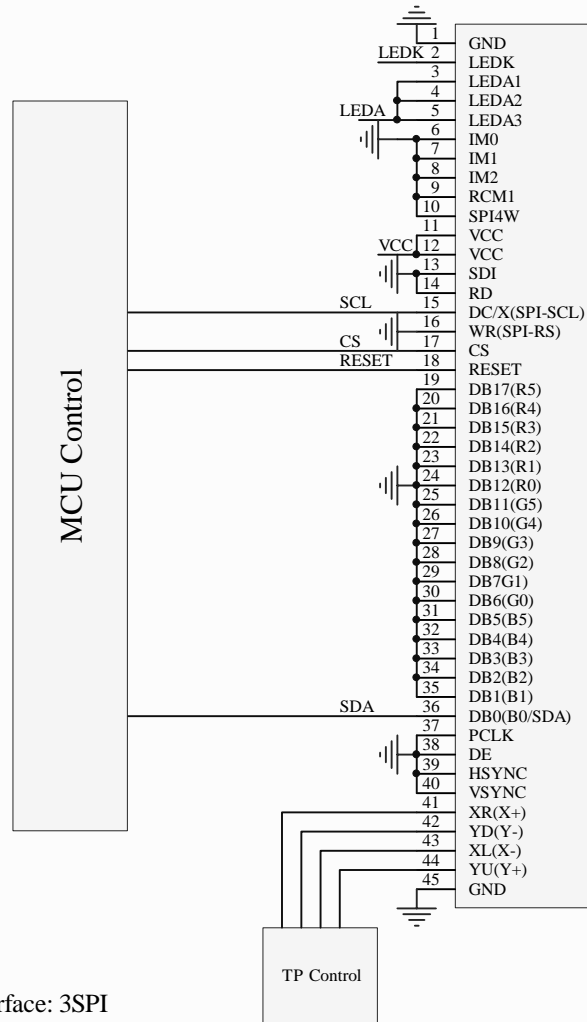 1 GND
LEDK 2 LEDK
3 LEDA1
4 LEDA2
LEDA 5 LEDA3
6 IM0
7 IM1
8 IM2
9 RCM1
10 SPI4W
11 VCC
VCC 12 VCC
13 SDI
14 RD
SCL 15 DC/X(SPI-SCL)
16 WR(SPI-RS)
CS 17 CS
RESET 18 RESET
19 DB17(R5)
20 DB16(R4)
21 DB15(R3)
22 DB14(R2)
23 DB13(R1)
24 DB12(R0)
25 DB11(G5)
26 DB10(G4)
27 DB9(G3)
28 DB8(G2)
29 DB7G1)
30 DB6(G0)
31 DB5(B5)
32 DB4(B4)
33 DB3(B3)
34 DB2(B2)
35 DB1(B1)
SDA 36 DB0(B0/SDA)
37 PCLK
38 DE
39 HSYNC
40 VSYNC
41 XR(X+)
42 YD(Y-)
43 XL(X-)
44 YU(Y+)
45 GND
MCU Control
TP Control
rface: 3SPI